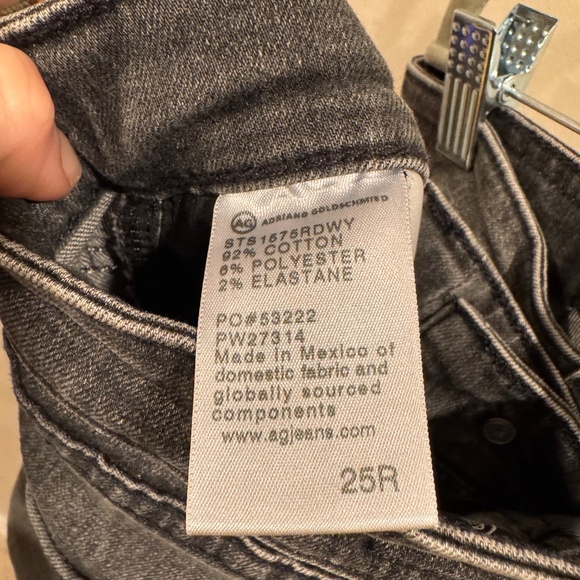 AG ADRIANO GOLDSCHMIED
STS1575RDWY
92% COTTON
6% POLYESTER
2% ELASTANE
PO#53222
PW27314
Made in Mexico of
domestic fabric and
globally sourced
components
www.agjeans.com
25R